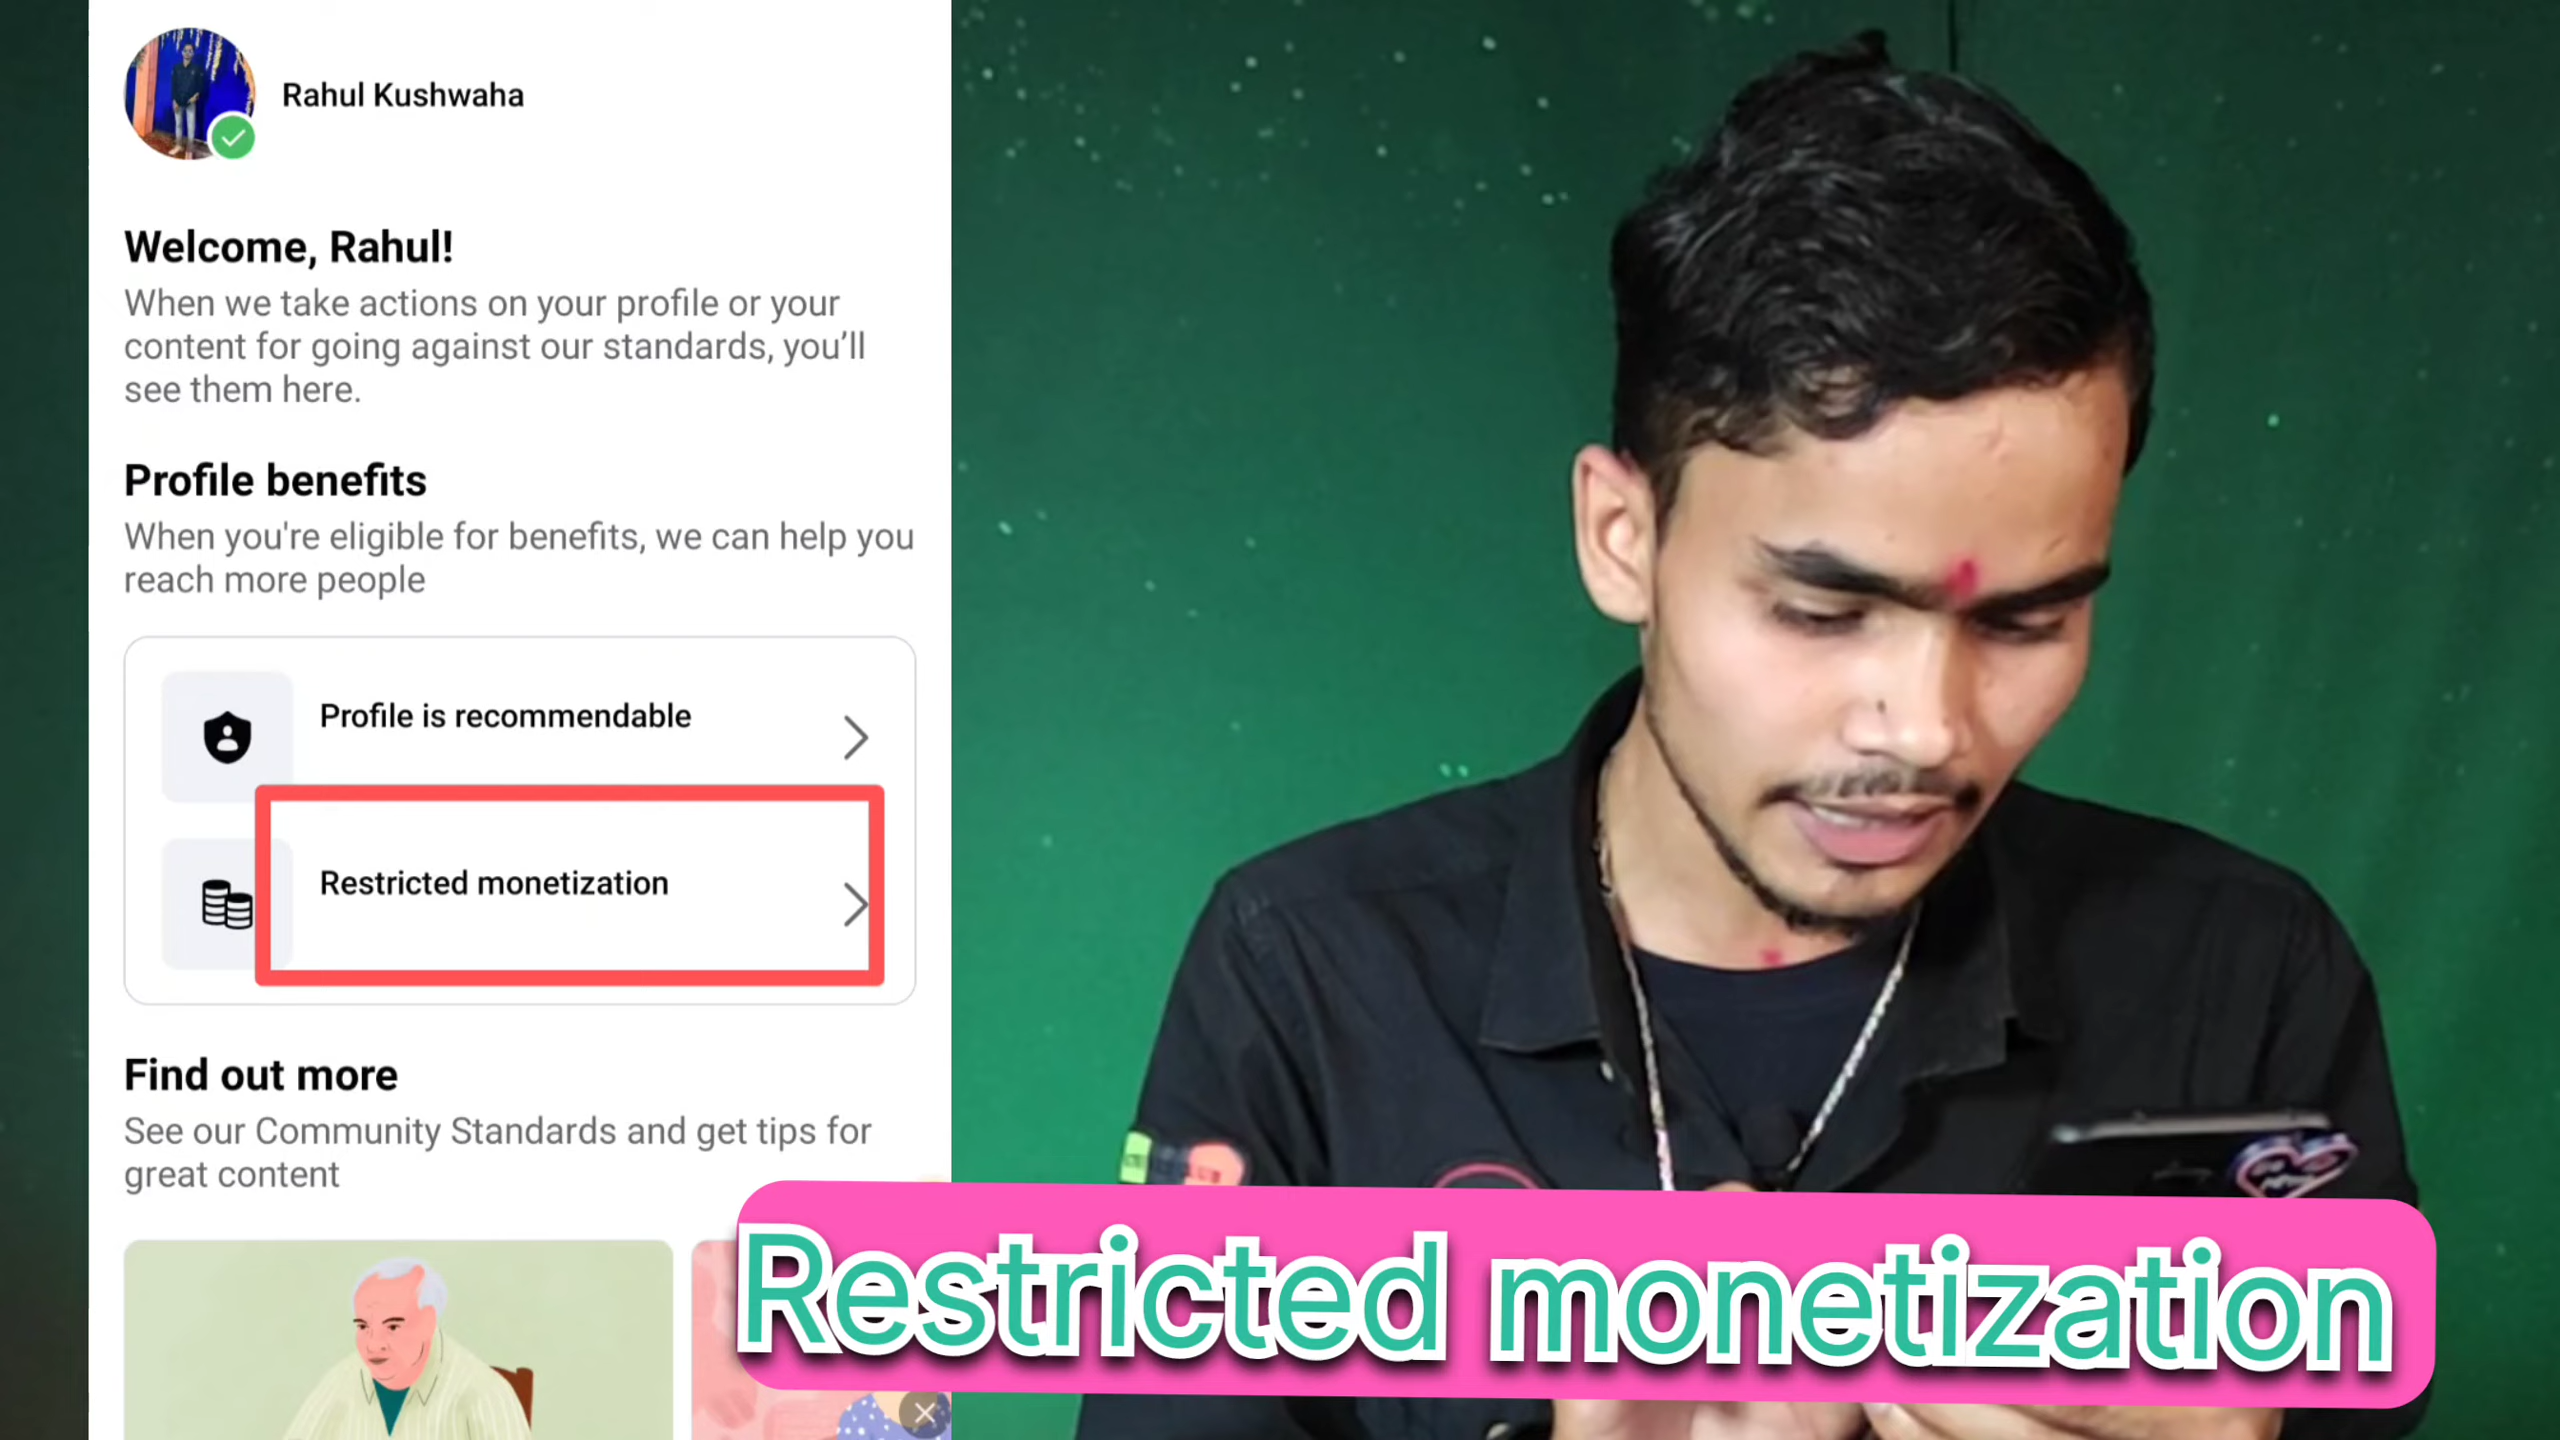 Rahul Kushwaha
Welcome, Rahul!
When we take actions on your profile or your
content for going against our standards, you’ll
see them here.
Profile benefits
When you're eligible for benefits, we can help you
reach more people
Profile is recommendable
Restricted monetization
Find out more
See our Community Standards and get tips for
great content
Restricted monetization